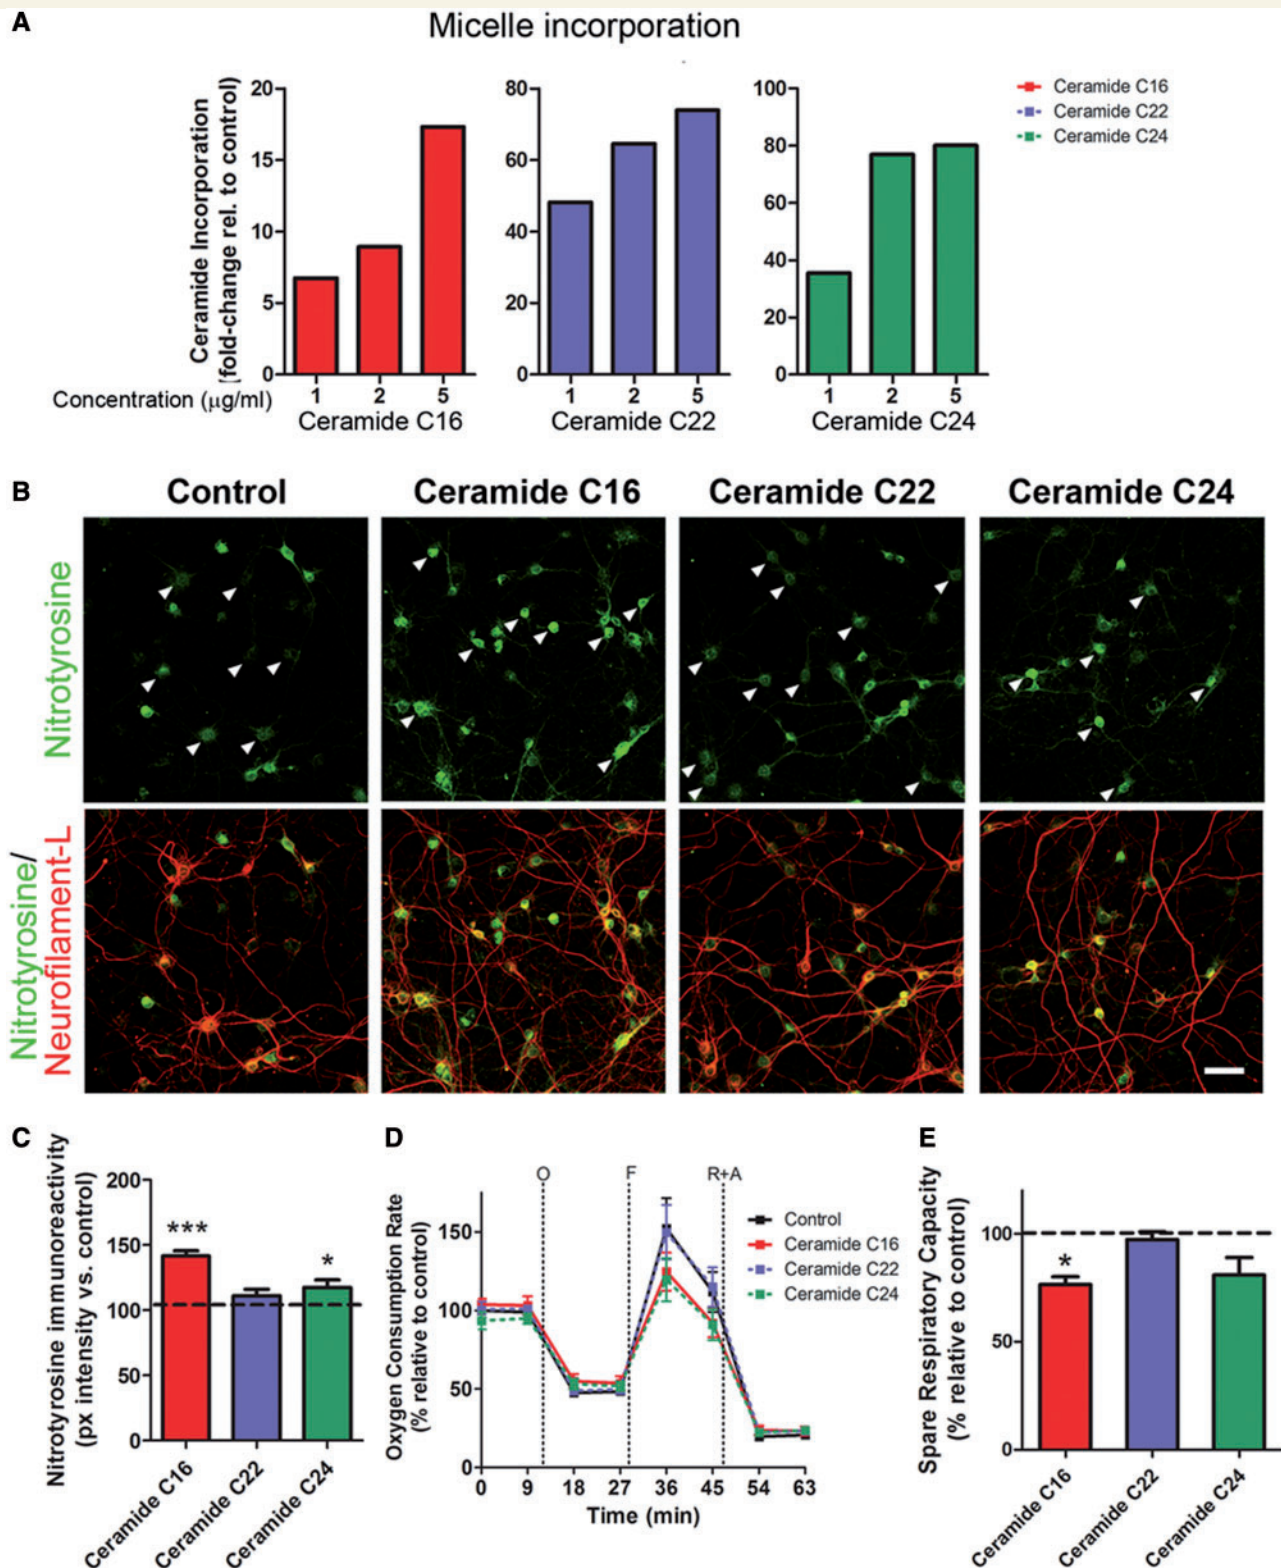 A
Micelle incorporation
Ceramide Incorporation
(fold-change rel. to control)
20
15
10
5
0
80
60
40
20
0
100
80
60
40
20
0
Ceramide C16
Ceramide C22
Ceramide C24
Concentration (μg/ml)
1 2 5
1 2 5
1 2 5
Ceramide C16
Ceramide C22
Ceramide C24
B
Control
Ceramide C16
Ceramide C22
Ceramide C24
Nitrotyrosine
Nitrotyrosine/
Neurofilament-L
C
Nitrotyrosine immunoreactivity
(px intensity vs. control)
200
150
100
50
0
***
*
Ceramide C16
Ceramide C22
Ceramide C24
D
Oxygen Consumption Rate
(% relative to control)
150
100
50
0
O
F
R+A
Control
Ceramide C16
Ceramide C22
Ceramide C24
0 9 18 27 36 45 54 63
Time (min)
E
Spare Respiratory Capacity
(% relative to control)
100
50
0
*
Ceramide C16
Ceramide C22
Ceramide C24